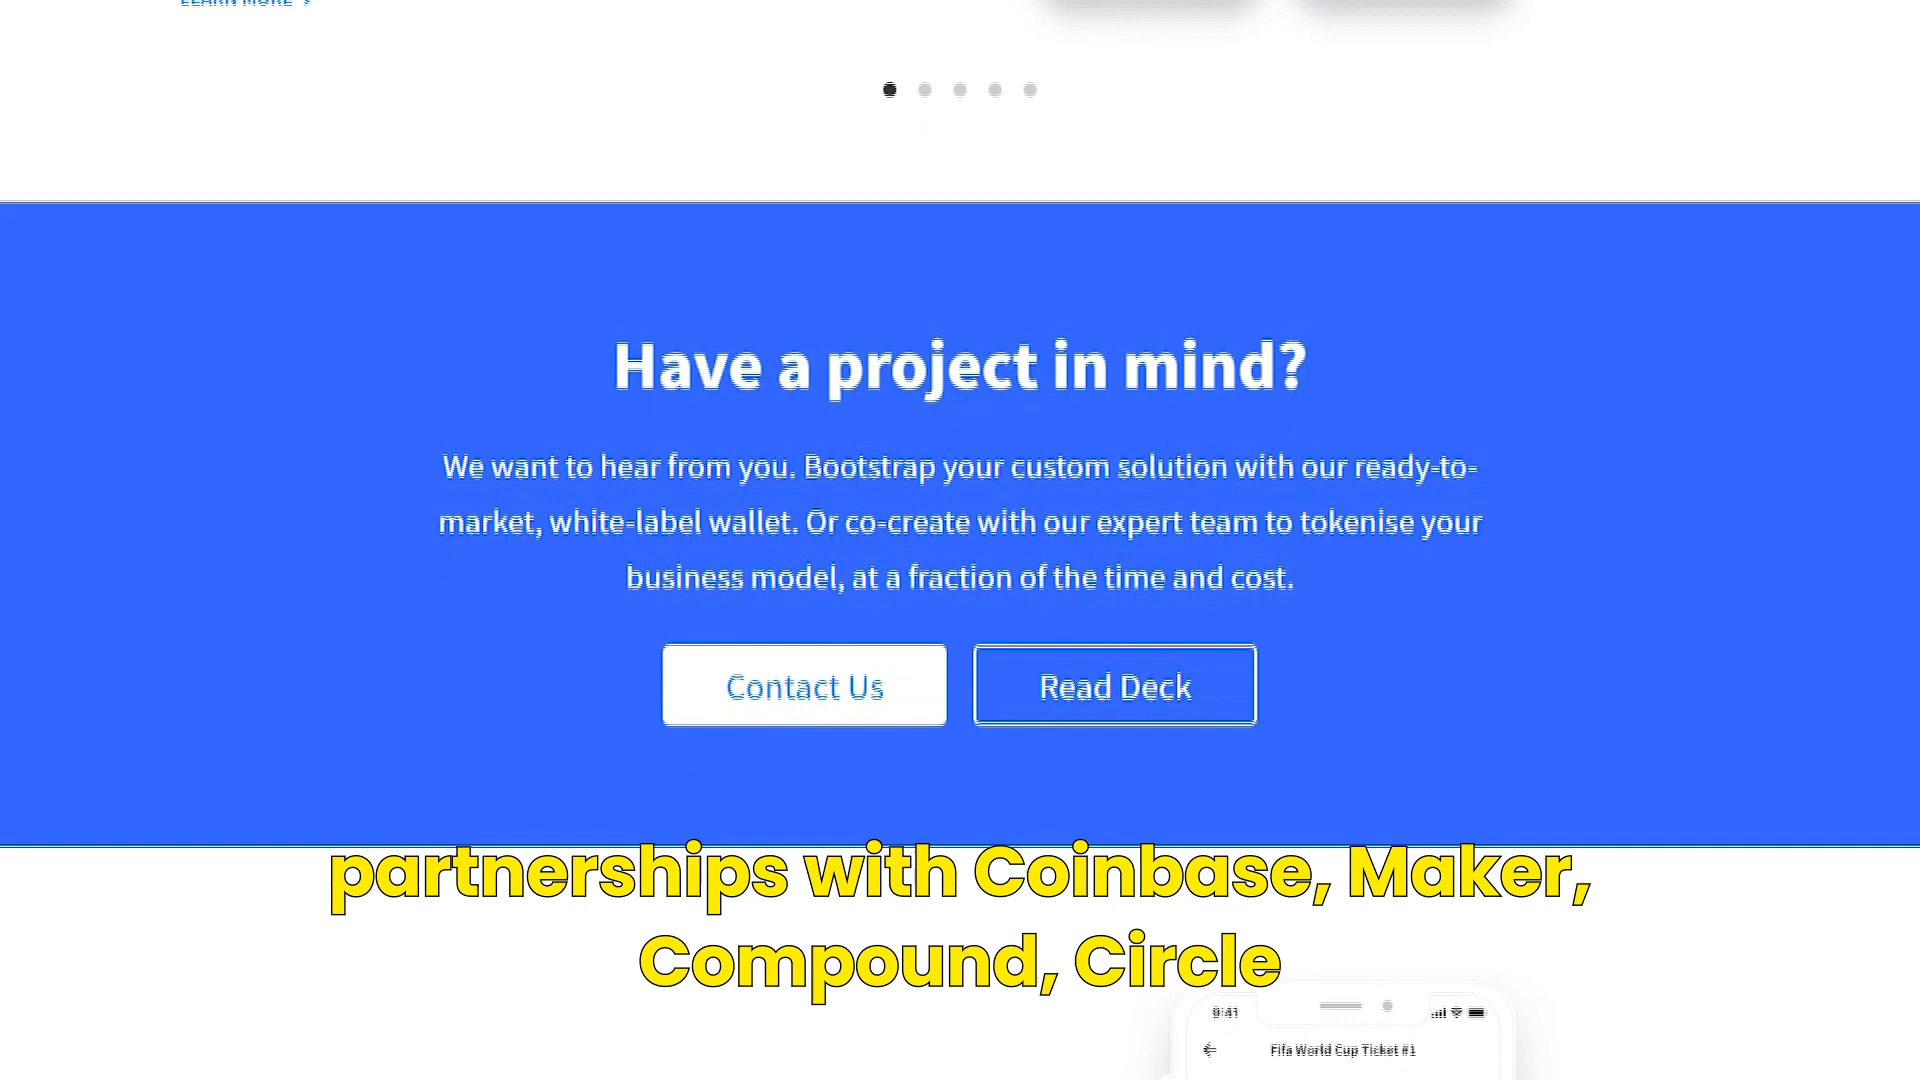 LEARN MORE >
Have a project in mind?
We want to hear from you. Bootstrap your custom solution with our ready-to-
market, white-label wallet. Or co-create with our expert team to tokenise your
business model, at a fraction of the time and cost.
Contact Us
Read Deck
partnerships with Coinbase, Maker,
Compound, Circle
9:41
Fifa World Cup Ticket #1